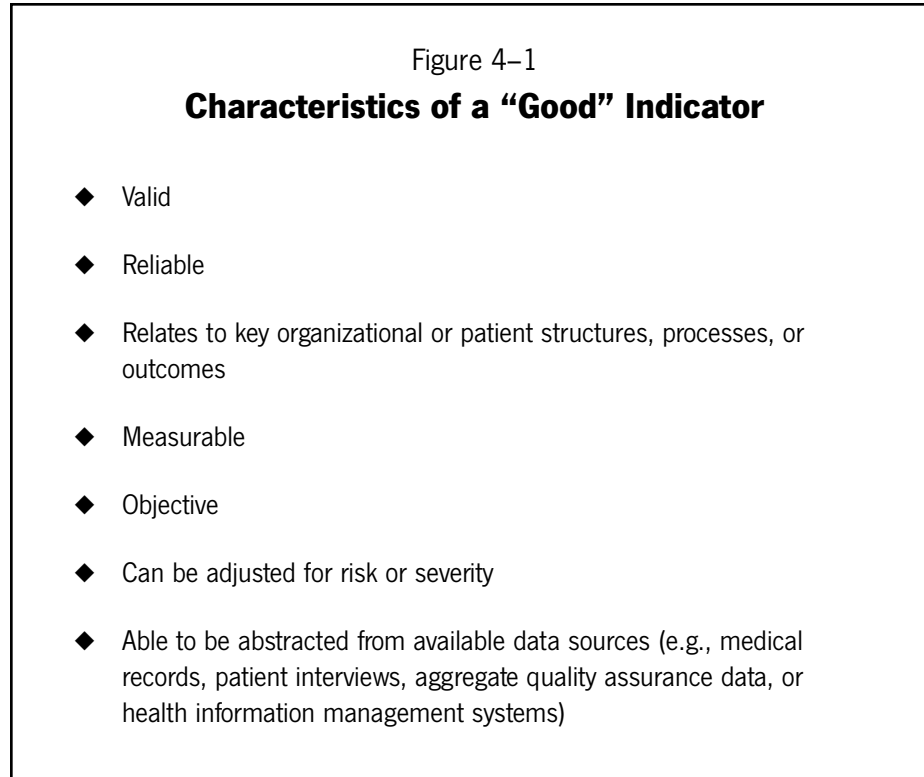 Figure 4–1
Characteristics of a “Good” Indicator
◆ Valid
◆ Reliable
◆ Relates to key organizational or patient structures, processes, or
outcomes
◆ Measurable
◆ Objective
◆ Can be adjusted for risk or severity
◆ Able to be abstracted from available data sources (e.g., medical
records, patient interviews, aggregate quality assurance data, or
health information management systems)